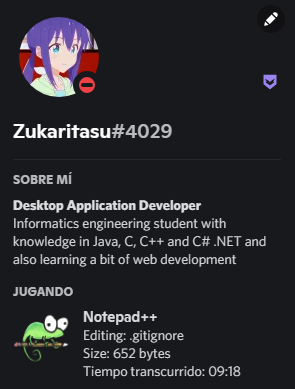 Zukaritasu#4029
SOBRE MÍ
Desktop Application Developer
Informatics engineering student with
knowledge in Java, C, C++ and C# .NET and
also learning a bit of web development
JUGANDO
Notepad++
Editing: .gitignore
Size: 652 bytes
Tiempo transcurrido: 09:18